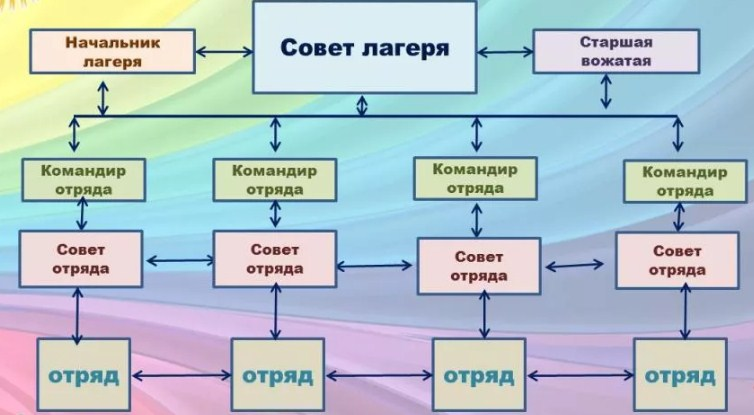 Начальник
лагеря
Совет лагеря
Старшая
вожатая
Командир
отряда
Командир
отряда
Командир
отряда
Командир
отряда
Совет
отряда
Совет
отряда
Совет
отряда
Совет
отряда
отряд
отряд
отряд
отряд